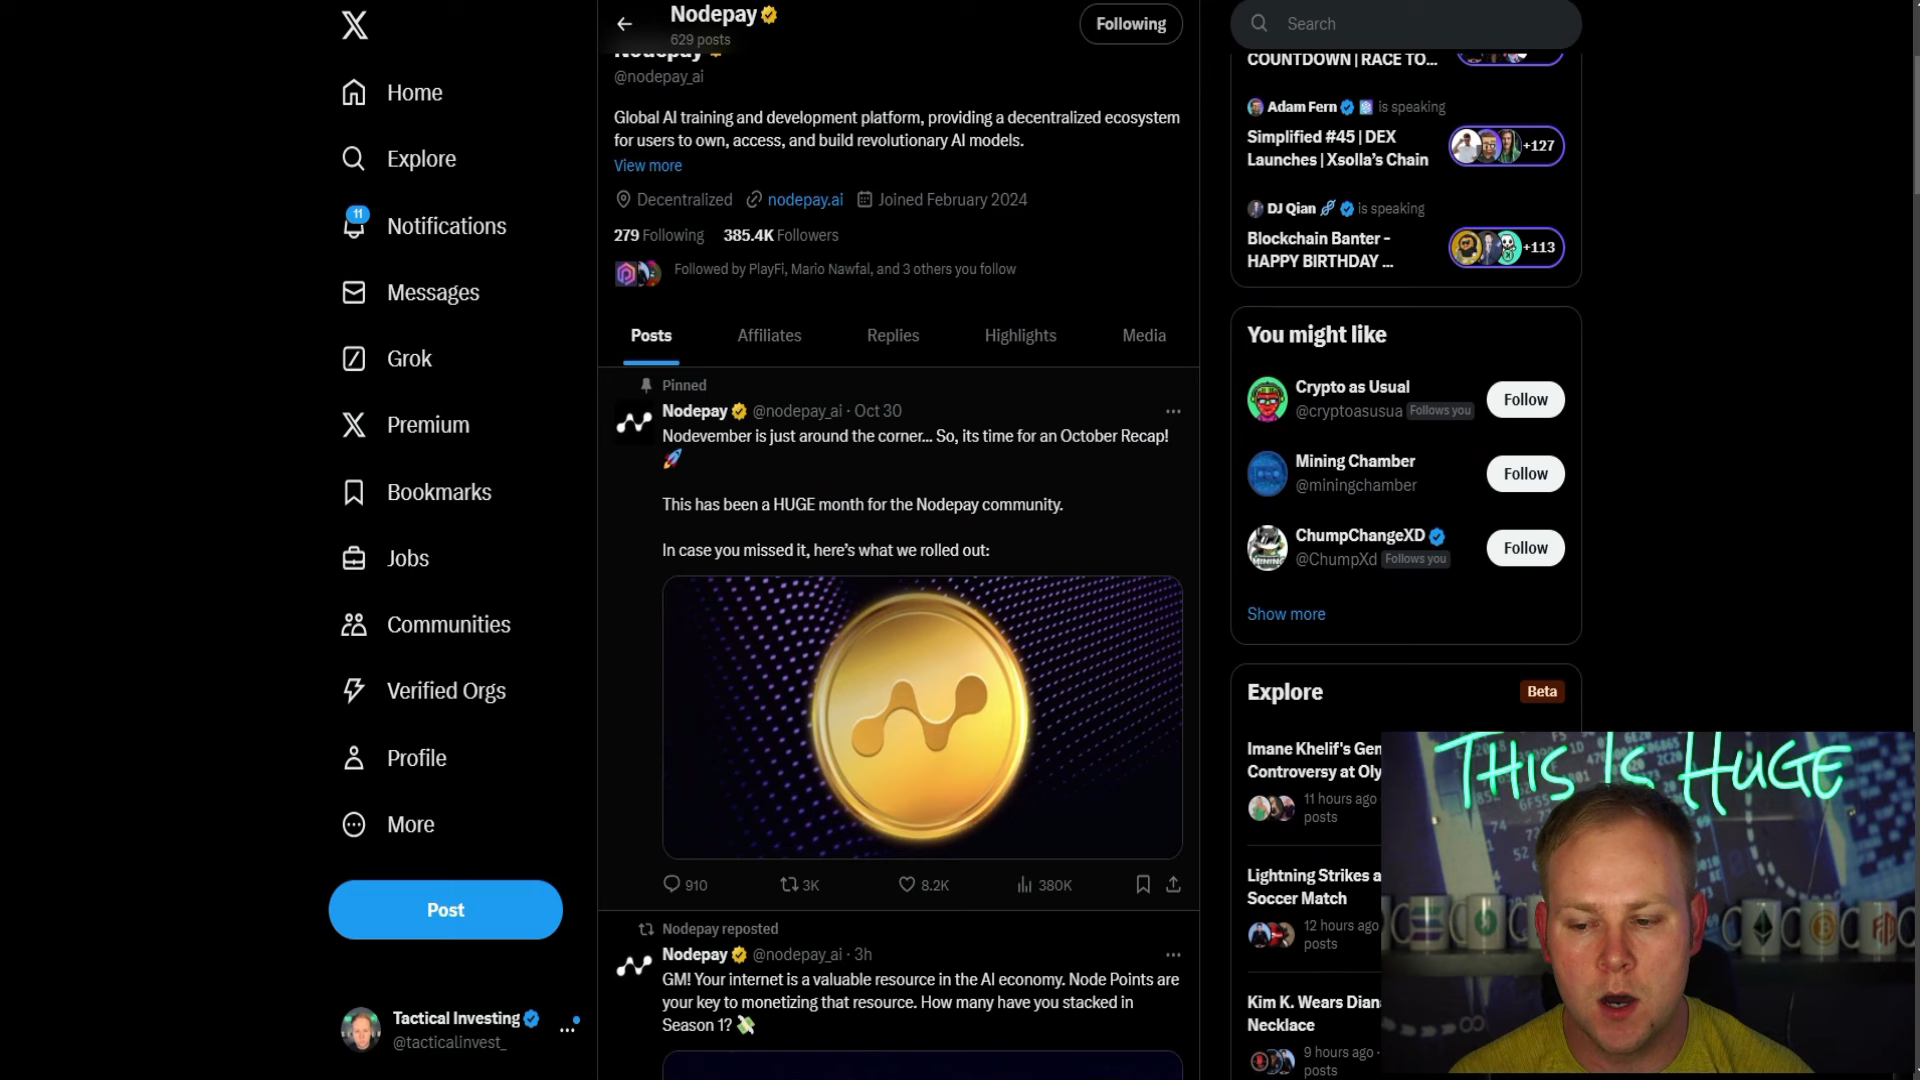 Home
Explore
11
Notifications
Messages
Grok
Premium
Bookmarks
Jobs
Communities
Verified Orgs
Profile
More
Post
Tactical Investing
@tacticalinvest_
Nodepay
629 posts
Following
Nodepay
@nodepay_ai
Global AI training and development platform, providing a decentralized ecosystem
for users to own, access, and build revolutionary AI models.
View more
Decentralized nodepay.ai Joined February 2024
279 Following 385.4K Followers
Followed by PlayFi, Mario Nawfal, and 3 others you follow
Posts Affiliates Replies Highlights Media
Pinned
Nodepay @nodepay_ai · Oct 30
Nodevember is just around the corner... So, its time for an October Recap!
🚀
This has been a HUGE month for the Nodepay community.
In case you missed it, here's what we rolled out:
910 3K 8.2K 380K
Nodepay reposted
Nodepay @nodepay_ai · 3h
GM! Your internet is a valuable resource in the AI economy. Node Points are
your key to monetizing that resource. How many have you stacked in
Season 1? 💸
Search
COUNTDOWN | RACE TO...
Adam Fern is speaking
Simplified #45 | DEX
Launches | Xsolla's Chain
+127
DJ Qian is speaking
Blockchain Banter -
HAPPY BIRTHDAY ...
+113
You might like
Crypto as Usual
@cryptoasusua Follows you
Follow
Mining Chamber
@miningchamber
Follow
ChumpChangeXD
@ChumpXd Follows you
Follow
Show more
Explore
Beta
Imane Khelif's Gen
Controversy at Oly
11 hours ago
posts
Lightning Strikes a
Soccer Match
12 hours ago
posts
Kim K. Wears Dian
Necklace
9 hours ago ·
posts
THIS IS HUGE